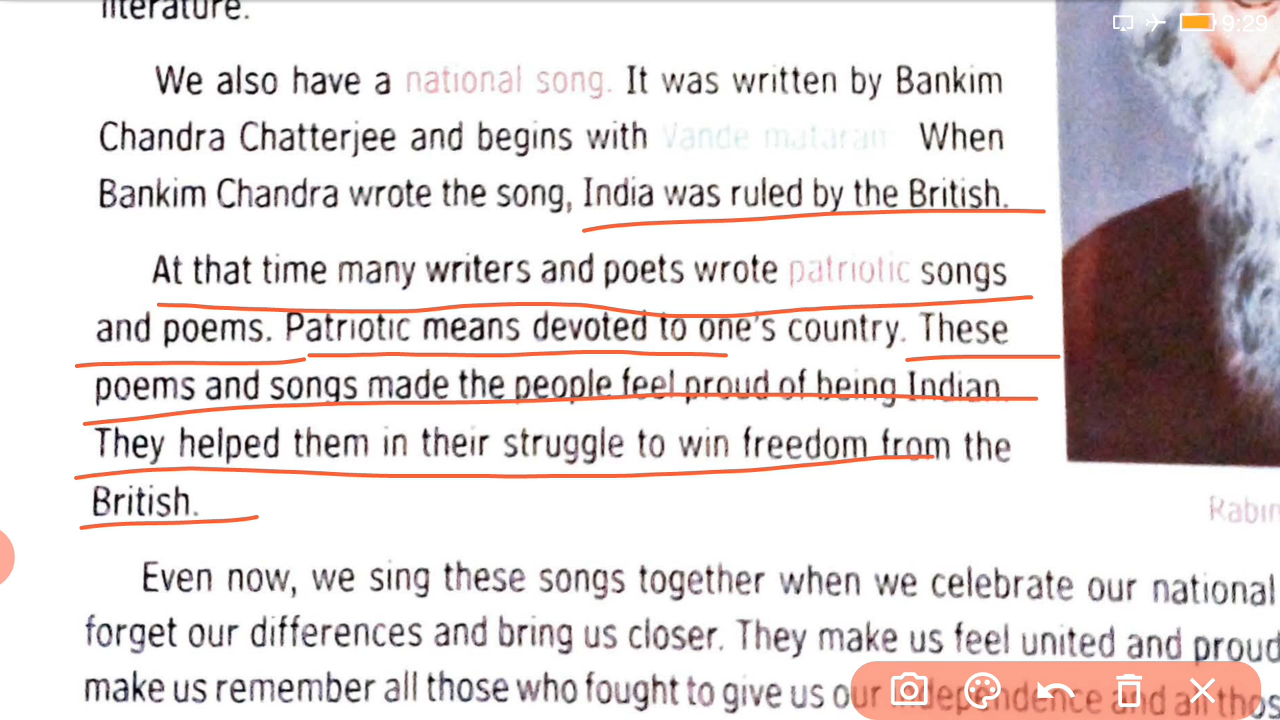 literature.
9:29
We also have a national song. It was written by Bankim
Chandra Chatterjee and begins with Vande mataram When
Bankim Chandra wrote the song, India was ruled by the British.
At that time many writers and poets wrote patriotic songs
and poems. Patriotic means devoted to one's country. These
poems and songs made the people feel proud of being Indian.
They helped them in their struggle to win freedom from the
British.
Even now, we sing these songs together when we celebrate our national
forget our differences and bring us closer. They make us feel united and proud
make us remember all those who fought to give us our independence and all